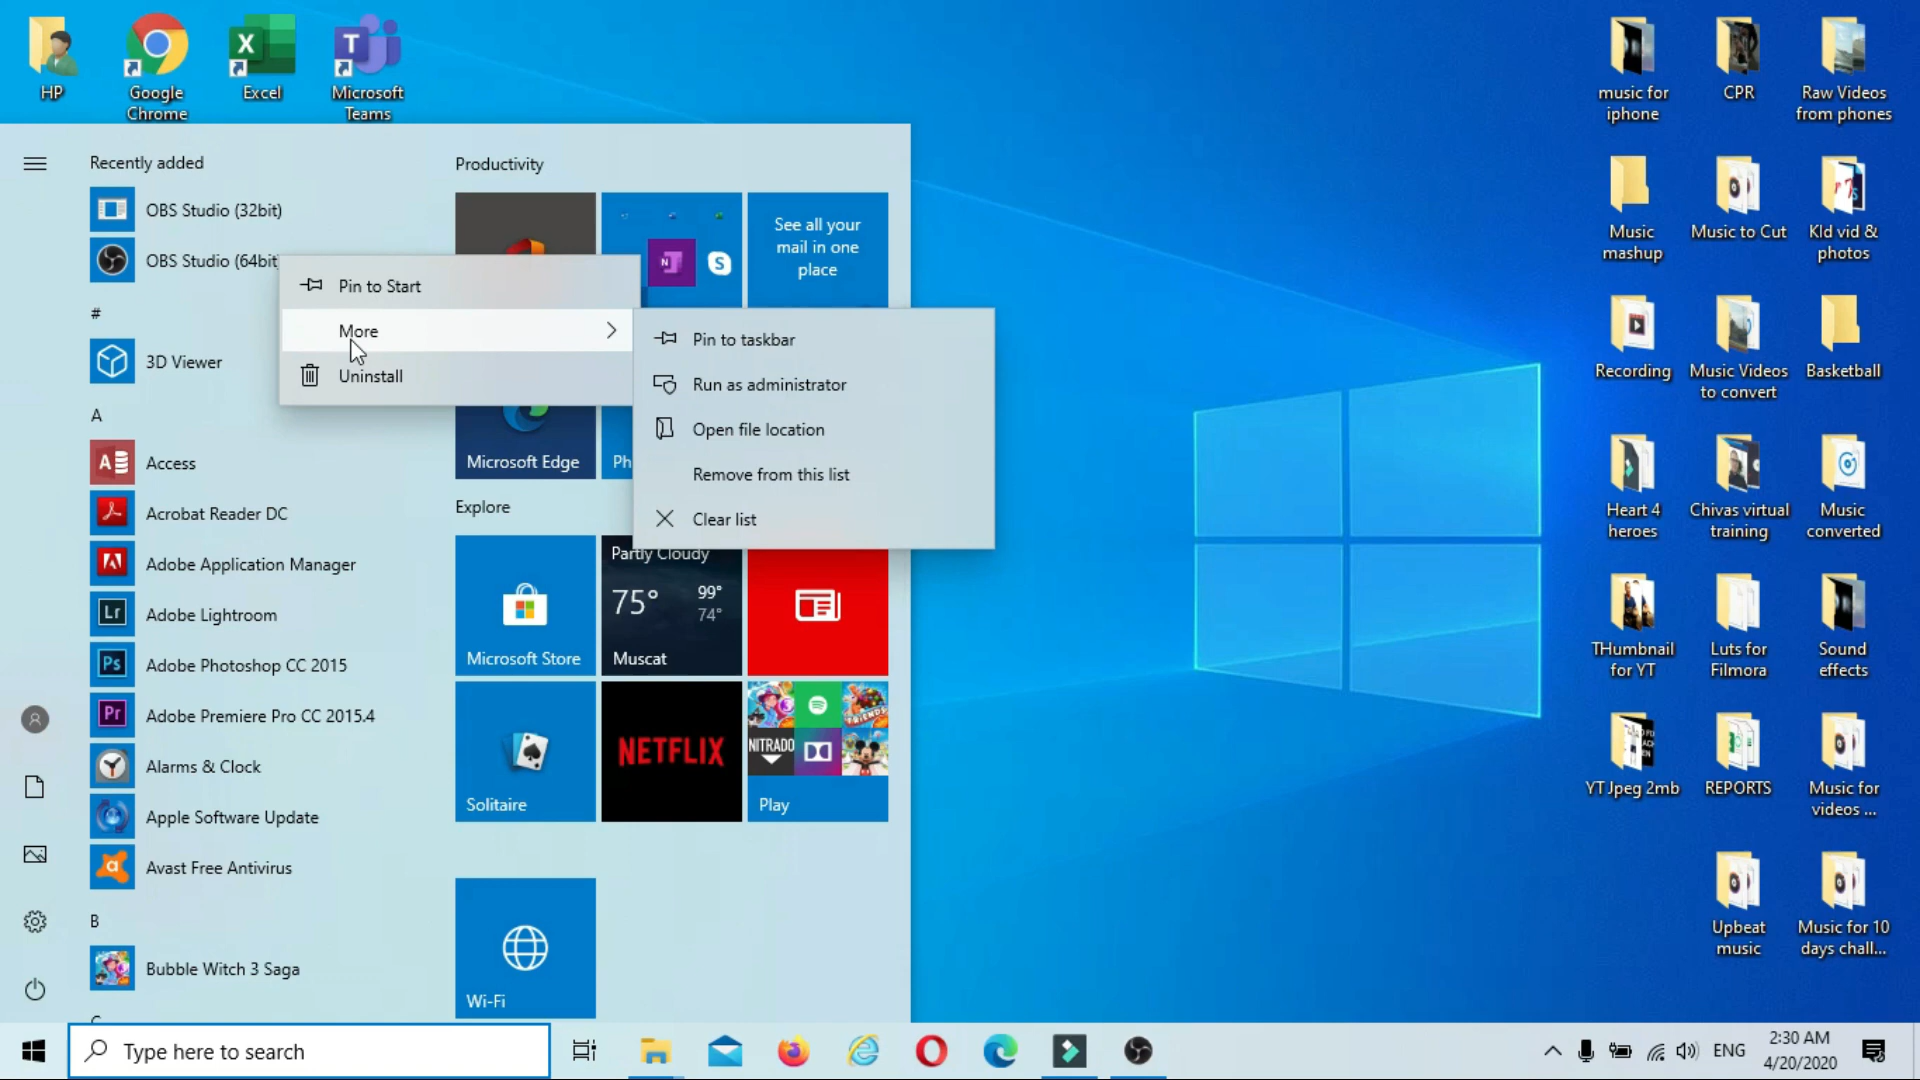 HP
Google
Chrome
Excel
Microsoft
Teams
music for
iphone
CPR
Raw Videos
from phones
Recently added
OBS Studio (32bit)
OBS Studio (64bit
#
3D Viewer
A
Access
Acrobat Reader DC
Adobe Application Manager
Adobe Lightroom
Adobe Photoshop CC 2015
Adobe Premiere Pro CC 2015.4
Alarms & Clock
Apple Software Update
Avast Free Antivirus
B
Bubble Witch 3 Saga
Pin to Start
More
Uninstall
Pin to taskbar
Run as administrator
Open file location
Remove from this list
Clear list
Productivity
See all your
mail in one
place
Microsoft Edge
Ph
Explore
Microsoft Store
Partly Cloudy
75°
99°
74°
Muscat
Solitaire
NETFLIX
NITRADO
FRIENDS
Play
Wi-Fi
Music
mashup
Music to Cut
KId vid &
photos
Recording
Music Videos
to convert
Basketball
Heart 4
heroes
Chivas virtual
training
Music
converted
THumbnail
for YT
Luts for
Filmora
Sound
effects
YT Jpeg 2mb
REPORTS
Music for
videos ...
Upbeat
music
Music for 10
days chall...
Type here to search
ENG
2:30 AM
4/20/2020